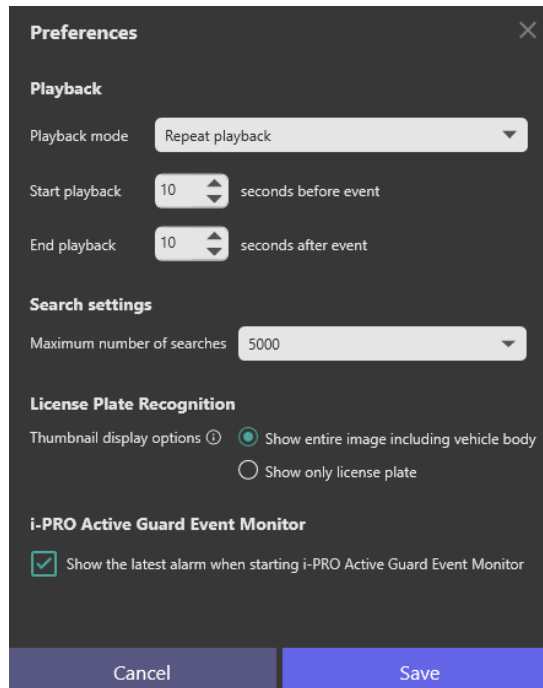 Preferences
Playback
Playback mode Repeat playback
Start playback 10 seconds before event
End playback 10 seconds after event
Search settings
Maximum number of searches 5000
License Plate Recognition
Thumbnail display options Show entire image including vehicle body
Show only license plate
i-PRO Active Guard Event Monitor
Show the latest alarm when starting i-PRO Active Guard Event Monitor
Cancel Save